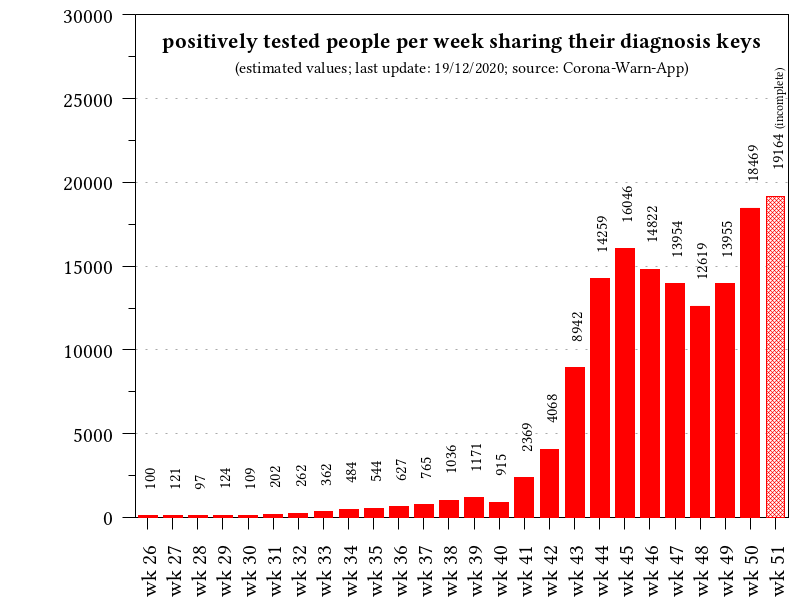 positively tested people per week sharing their diagnosis keys
(estimated values; last update: 19/12/2020; source: Corona-Warn-App)
30000
25000
20000
15000
10000
5000
0
100
121
97
124
109
202
262
362
484
544
627
765
1036
1171
915
2369
4068
8942
14259
16046
14822
13954
12619
13955
18469
19164 (incomplete)
wk 26
wk 27
wk 28
wk 29
wk 30
wk 31
wk 32
wk 33
wk 34
wk 35
wk 36
wk 37
wk 38
wk 39
wk 40
wk 41
wk 42
wk 43
wk 44
wk 45
wk 46
wk 47
wk 48
wk 49
wk 50
wk 51